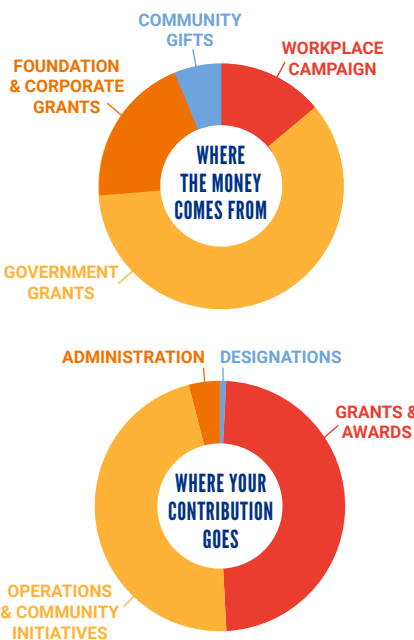 COMMUNITY
GIFTS
WORKPLACE
CAMPAIGN
FOUNDATION
& CORPORATE
GRANTS
WHERE
THE MONEY
COMES FROM
GOVERNMENT
GRANTS
ADMINISTRATION
DESIGNATIONS
GRANTS &
AWARDS
WHERE YOUR
CONTRIBUTION
GOES
OPERATIONS
& COMMUNITY
INITIATIVES